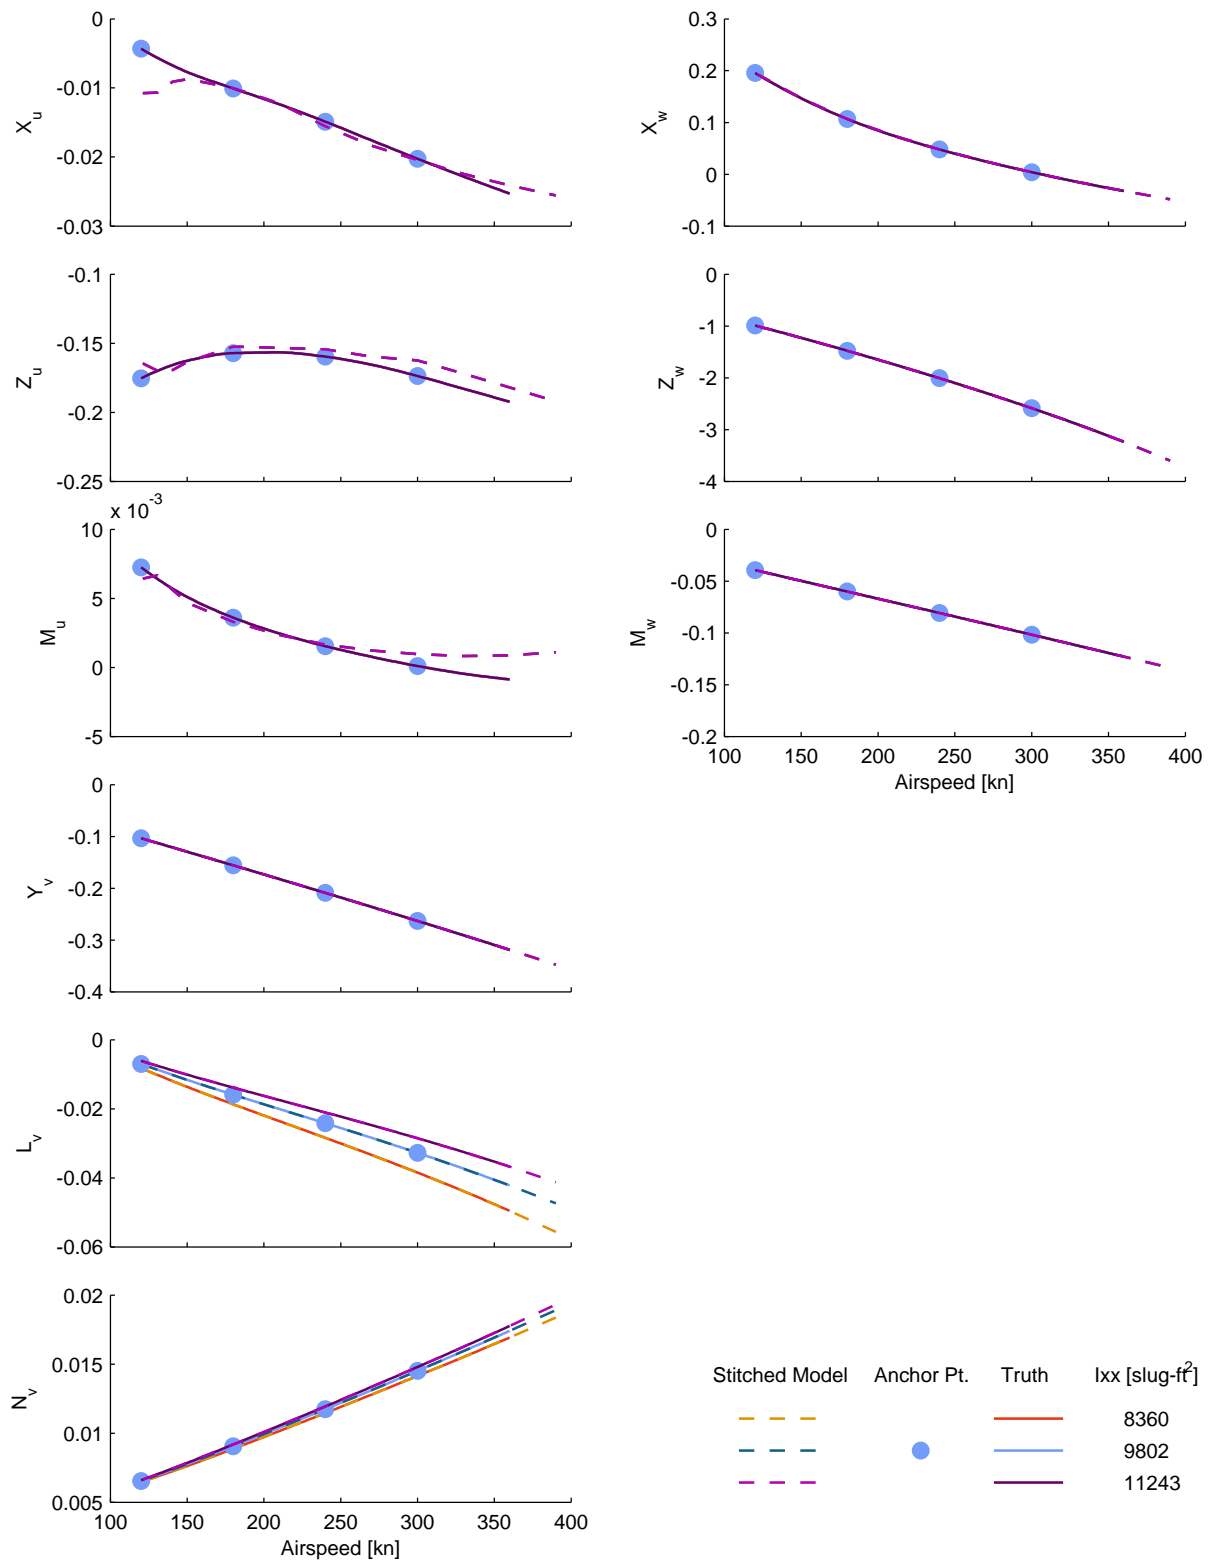 0
-0.01
-0.02
-0.03
X_u
0.3
0.2
0.1
0
-0.1
X_w
-0.1
-0.15
-0.2
-0.25
Z_u
0
-1
-2
-3
-4
Z_w
x 10^-3
10
5
0
-5
M_u
0
-0.05
-0.1
-0.15
-0.2
M_w
100 150 200 250 300 350 400
Airspeed [kn]
0
-0.1
-0.2
-0.3
-0.4
Y_v
0
-0.02
-0.04
-0.06
L_v
0.02
0.015
0.01
0.005
N_v
100 150 200 250 300 350 400
Airspeed [kn]
Stitched Model Anchor Pt. Truth Ixx [slug-ft^2]
8360
9802
11243